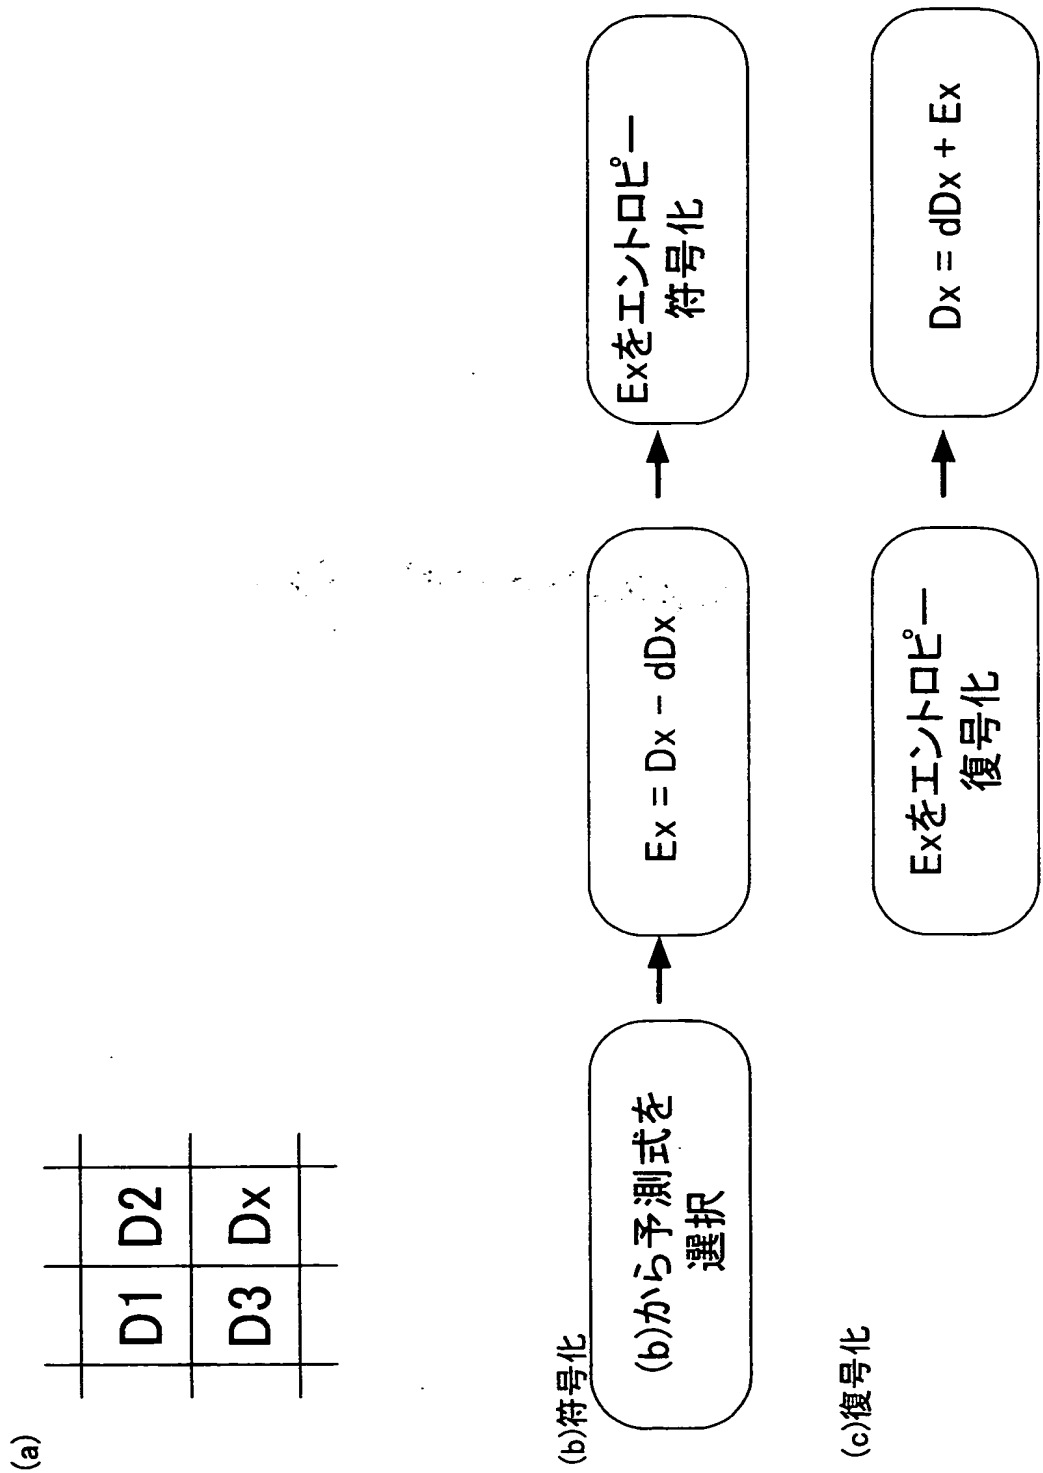 (a)
D1 D2
D3 Dx
(b)符号化
(b)から予測式を
選択
Ex = Dx − dDx
Exをエントロピー
符号化
(c)復号化
Exをエントロピー
復号化
Dx = dDx + Ex